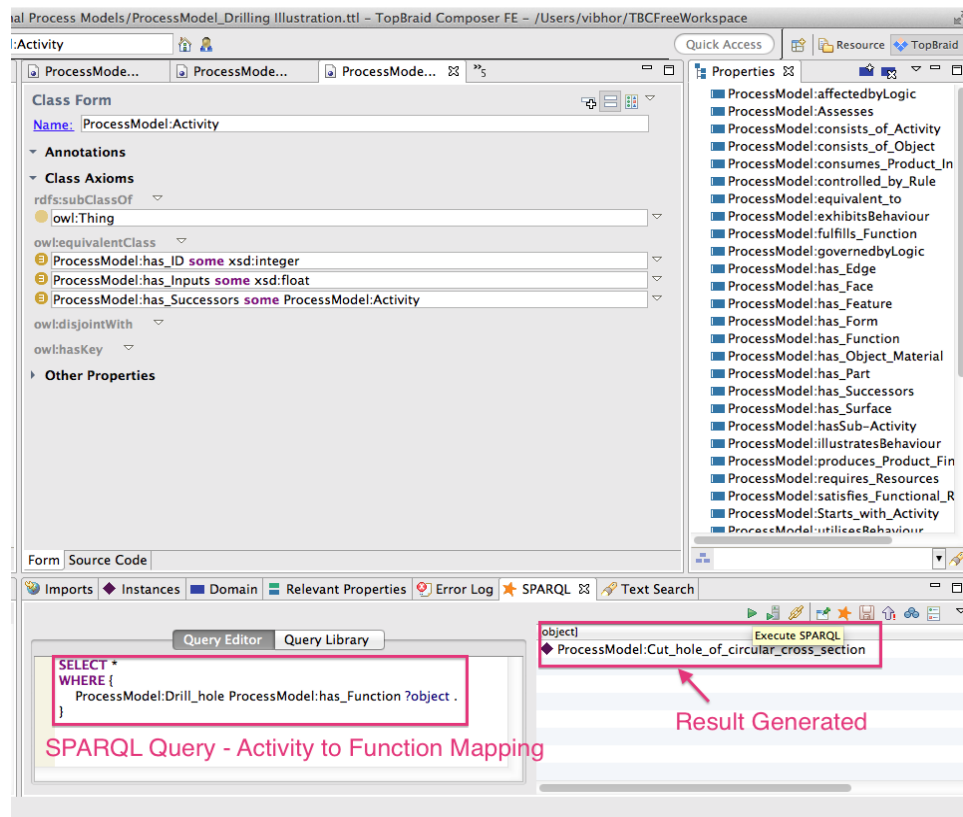 al Process Models/ProcessModel_Drilling Illustration.ttl – TopBraid Composer FE – /Users/vibhor/TBCFreeWorkspace
l:Activity
Quick Access
Resource
TopBraid
ProcessMode...
ProcessMode...
ProcessMode...
»5
Class Form
Name: ProcessModel:Activity
Annotations
Class Axioms
rdfs:subClassOf
owl:Thing
owl:equivalentClass
ProcessModel:has_ID some xsd:integer
ProcessModel:has_Inputs some xsd:float
ProcessModel:has_Successors some ProcessModel:Activity
owl:disjointWith
owl:hasKey
Other Properties
Form
Source Code
Properties
ProcessModel:affectedbyLogic
ProcessModel:Assesses
ProcessModel:consists_of_Activity
ProcessModel:consists_of_Object
ProcessModel:consumes_Product_In
ProcessModel:controlled_by_Rule
ProcessModel:equivalent_to
ProcessModel:exhibitsBehaviour
ProcessModel:fulfills_Function
ProcessModel:governedbyLogic
ProcessModel:has_Edge
ProcessModel:has_Face
ProcessModel:has_Feature
ProcessModel:has_Form
ProcessModel:has_Function
ProcessModel:has_Object_Material
ProcessModel:has_Part
ProcessModel:has_Successors
ProcessModel:has_Surface
ProcessModel:hasSub-Activity
ProcessModel:illustratesBehaviour
ProcessModel:produces_Product_Fin
ProcessModel:requires_Resources
ProcessModel:satisfies_Functional_R
ProcessModel:Starts_with_Activity
ProcessModel:utilisesBehaviour
Imports
Instances
Domain
Relevant Properties
Error Log
SPARQL
Text Search
Query Editor
Query Library
SELECT *
WHERE {
ProcessModel:Drill_hole ProcessModel:has_Function ?object .
}
SPARQL Query - Activity to Function Mapping
object]
Execute SPARQL
ProcessModel:Cut_hole_of_circular_cross_section
Result Generated